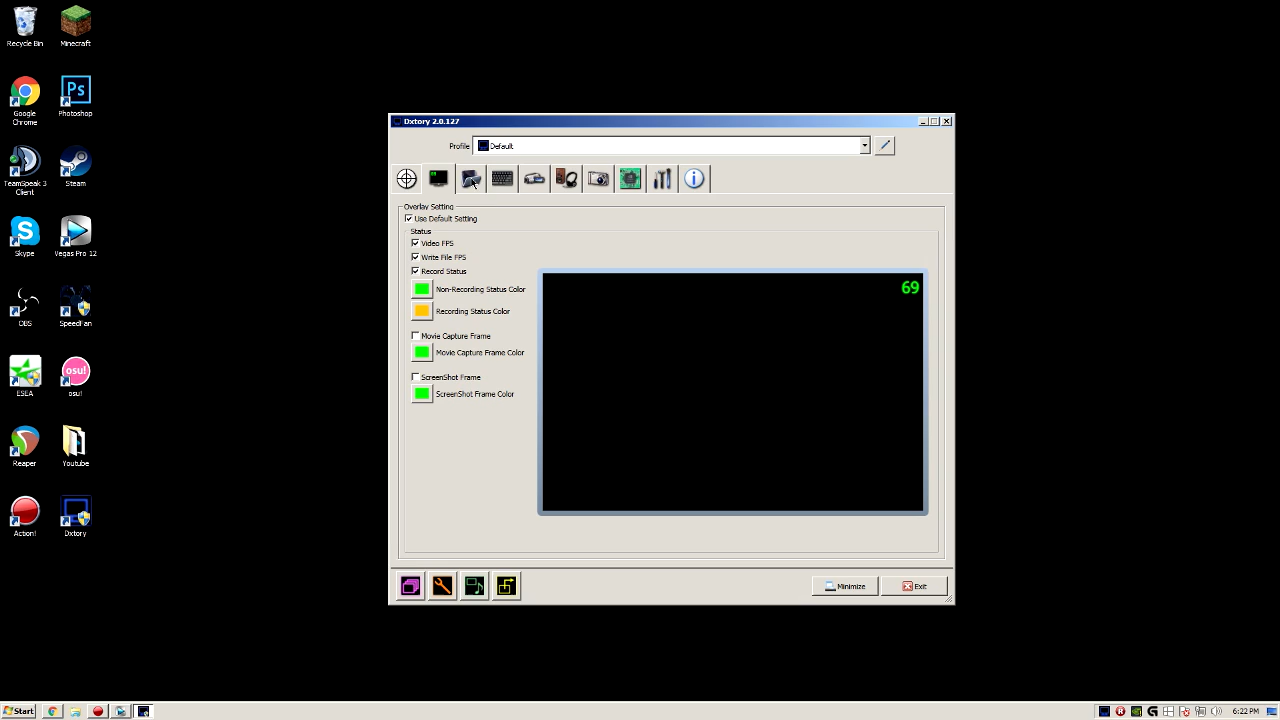 Recycle Bin
Minecraft
Google
Chrome
Ps
Photoshop
TeamSpeak 3
Client
Steam
Skype
Vegas Pro 12
OBS
SpeedFan
ESEA
osu!
osu!
Reaper
Youtube
Action!
Dxtory
Dxtory 2.0.127
Profile
Default
Overlay Setting
Use Default Setting
Status
Video FPS
Write File FPS
Record Status
Non-Recording Status Color
Recording Status Color
Movie Capture Frame
Movie Capture Frame Color
ScreenShot Frame
ScreenShot Frame Color
69
Minimize
Exit
Start
6:22 PM